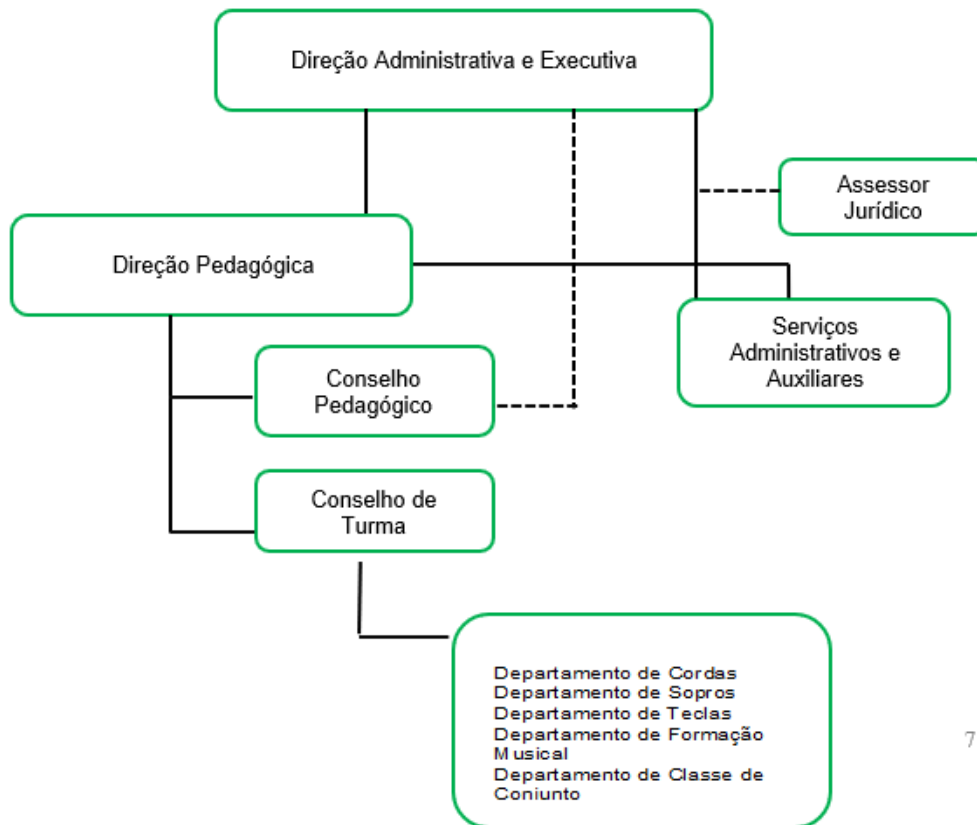 Direção Administrativa e Executiva
Assessor
Jurídico
Direção Pedagógica
Serviços
Administrativos e
Auxiliares
Conselho
Pedagógico
Conselho de
Turma
Departamento de Cordas
Departamento de Sopros
Departamento de Teclas
Departamento de Formação
Musical
Departamento de Classe de
Conjunto
7